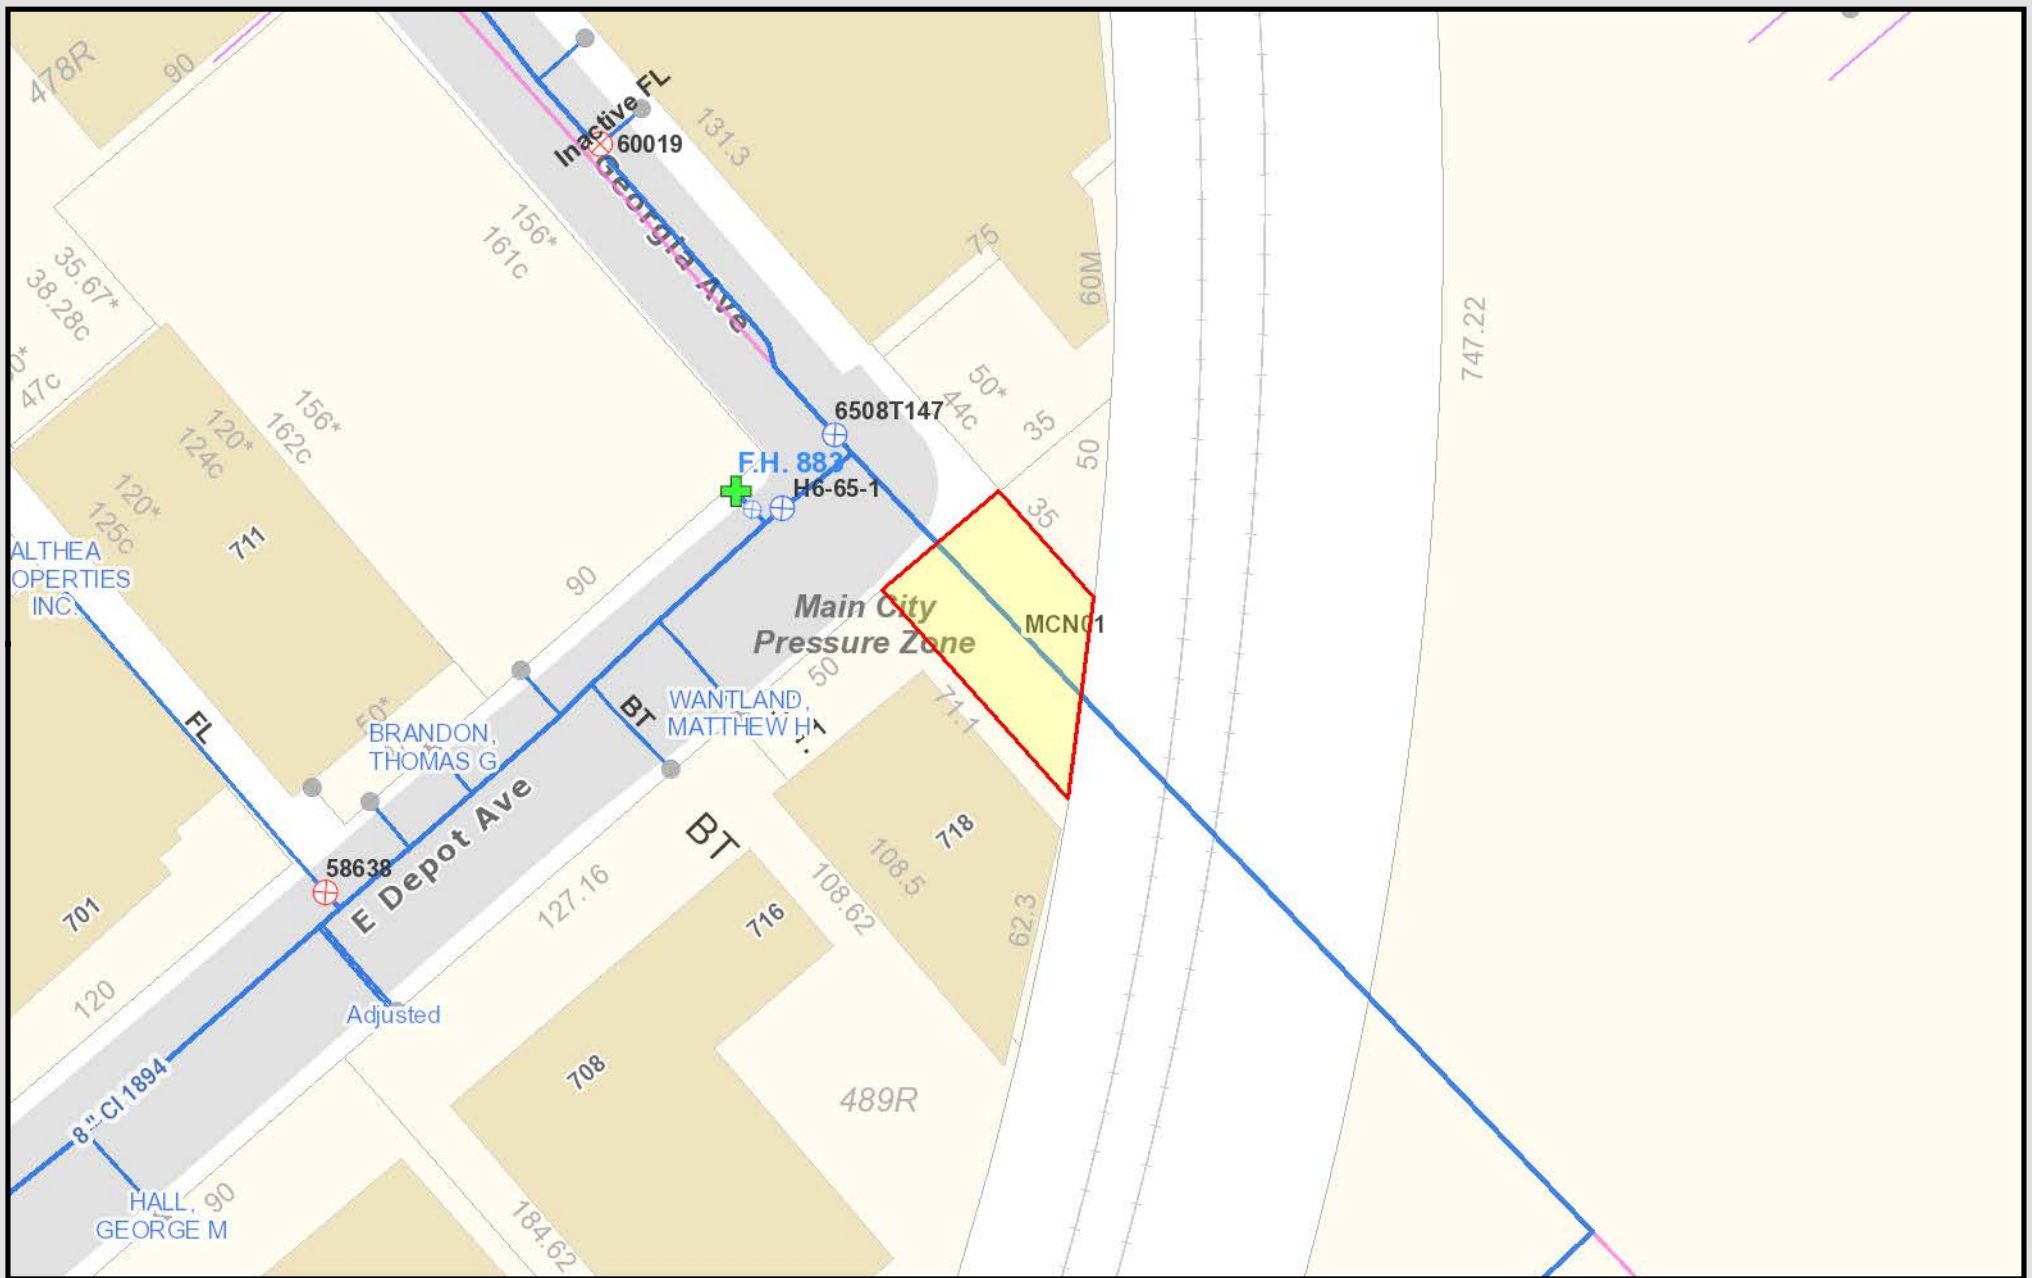 478R
90
Inactive FL
60019
131.3
Georgia Ave
156*
161c
75
60M
35.67*
38.28c
747.22
47c
50*
44c
35
6508T147
50
156*
162c
120*
124c
F.H. 883
H6-65-1
120*
125c
711
35
ALTHEA
OPERTIES
INC.
90
Main City
Pressure Zone
MCN01
50
50*
71.1
FL
BRANDON,
THOMAS G
BT
WANTLAND,
MATTHEW H
BT
718
108.5
108.62
E Depot Ave
58638
127.16
716
62.3
701
120
Adjusted
708
489R
8" CI 1894
HALL,
GEORGE M
90
184.62